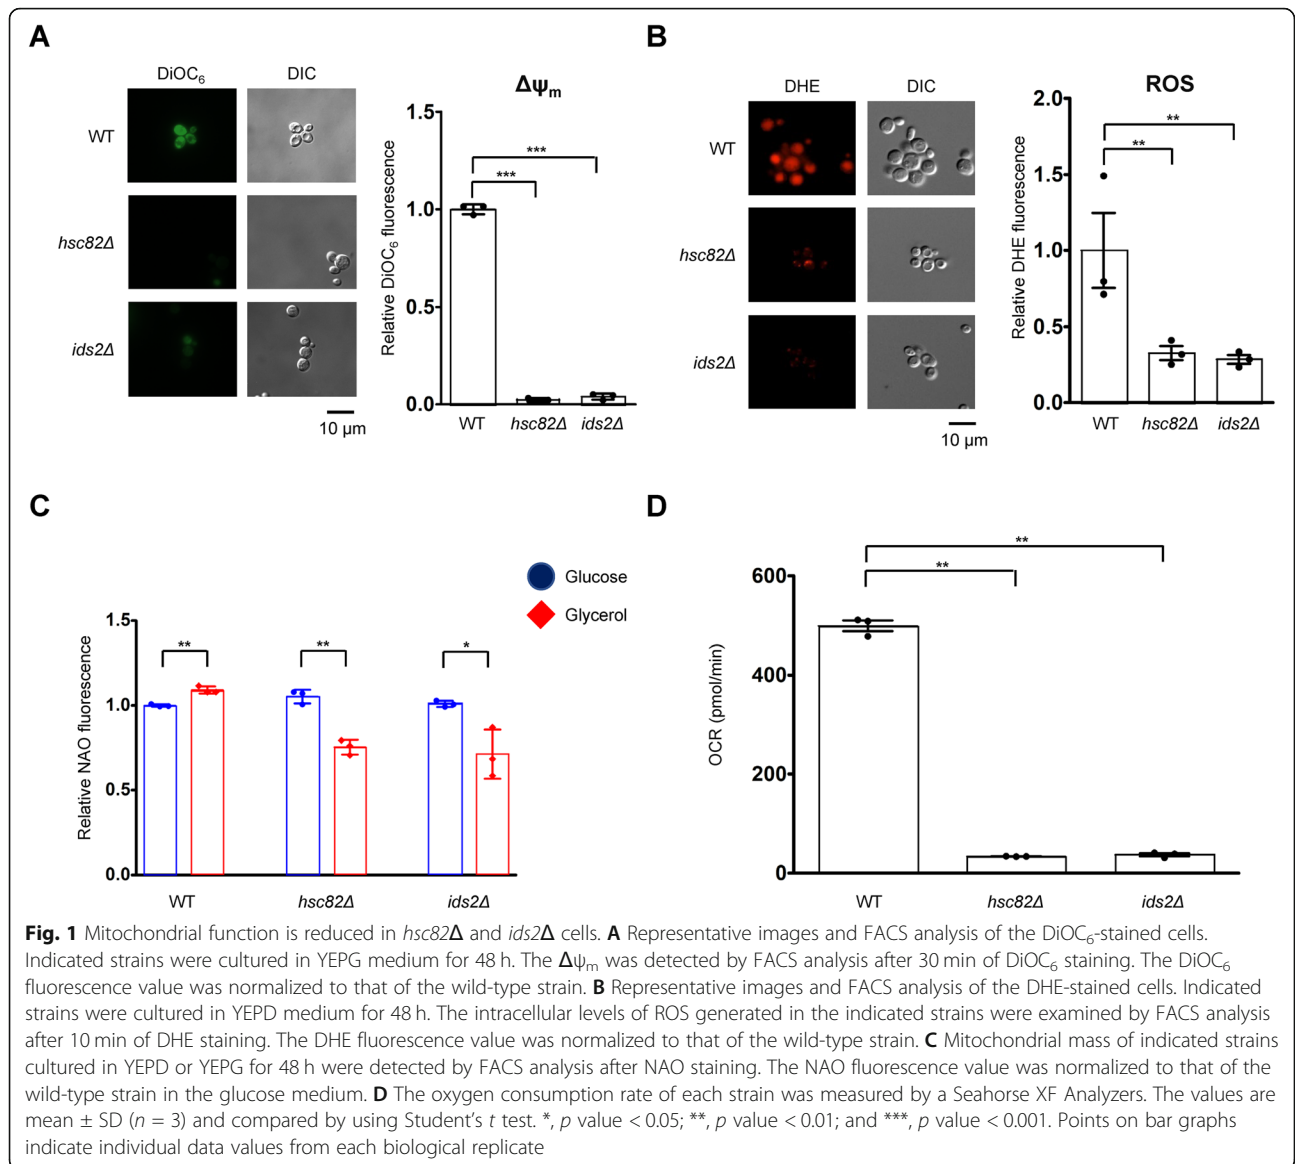 A
DiOC6
DIC
WT
hsc82Δ
ids2Δ
10 μm
Δψm
Relative DiOC6 fluorescence
1.5
1.0
0.5
0.0
***
***
WT
hsc82Δ
ids2Δ
B
DHE
DIC
WT
hsc82Δ
ids2Δ
10 μm
ROS
Relative DHE fluorescence
2.0
1.5
1.0
0.5
0.0
**
**
WT
hsc82Δ
ids2Δ
C
Glucose
Glycerol
Relative NAO fluorescence
1.5
1.0
0.5
0.0
**
**
*
WT
hsc82Δ
ids2Δ
D
OCR (pmol/min)
600
400
200
0
**
**
WT
hsc82Δ
ids2Δ
Fig. 1 Mitochondrial function is reduced in hsc82Δ and ids2Δ cells. A Representative images and FACS analysis of the DiOC6-stained cells.
Indicated strains were cultured in YEPG medium for 48 h. The Δψm was detected by FACS analysis after 30 min of DiOC6 staining. The DiOC6
fluorescence value was normalized to that of the wild-type strain. B Representative images and FACS analysis of the DHE-stained cells. Indicated
strains were cultured in YEPD medium for 48 h. The intracellular levels of ROS generated in the indicated strains were examined by FACS analysis
after 10 min of DHE staining. The DHE fluorescence value was normalized to that of the wild-type strain. C Mitochondrial mass of indicated strains
cultured in YEPD or YEPG for 48 h were detected by FACS analysis after NAO staining. The NAO fluorescence value was normalized to that of the
wild-type strain in the glucose medium. D The oxygen consumption rate of each strain was measured by a Seahorse XF Analyzers. The values are
mean ± SD (n = 3) and compared by using Student's t test. *, p value < 0.05; **, p value < 0.01; and ***, p value < 0.001. Points on bar graphs
indicate individual data values from each biological replicate